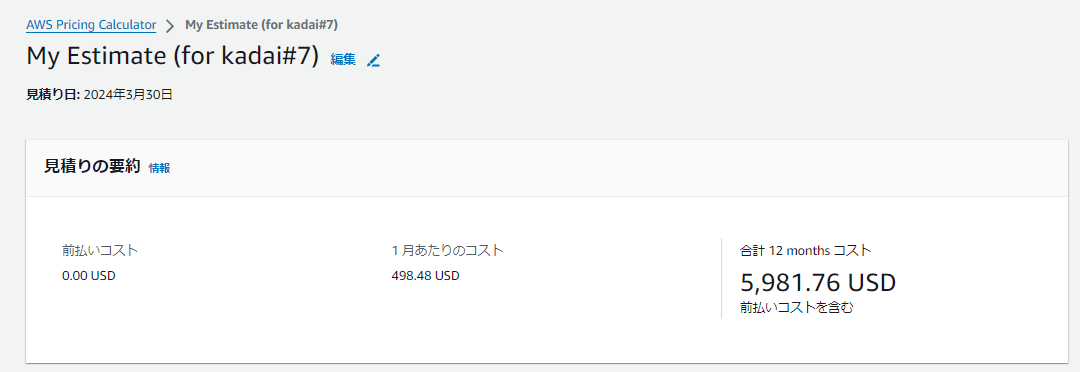 AWS Pricing Calculator > My Estimate (for kadai#7)
My Estimate (for kadai#7) 編集
見積り日: 2024年3月30日
見積りの要約 情報
前払いコスト
0.00 USD
1 月あたりのコスト
498.48 USD
合計 12 months コスト
5,981.76 USD
前払いコストを含む